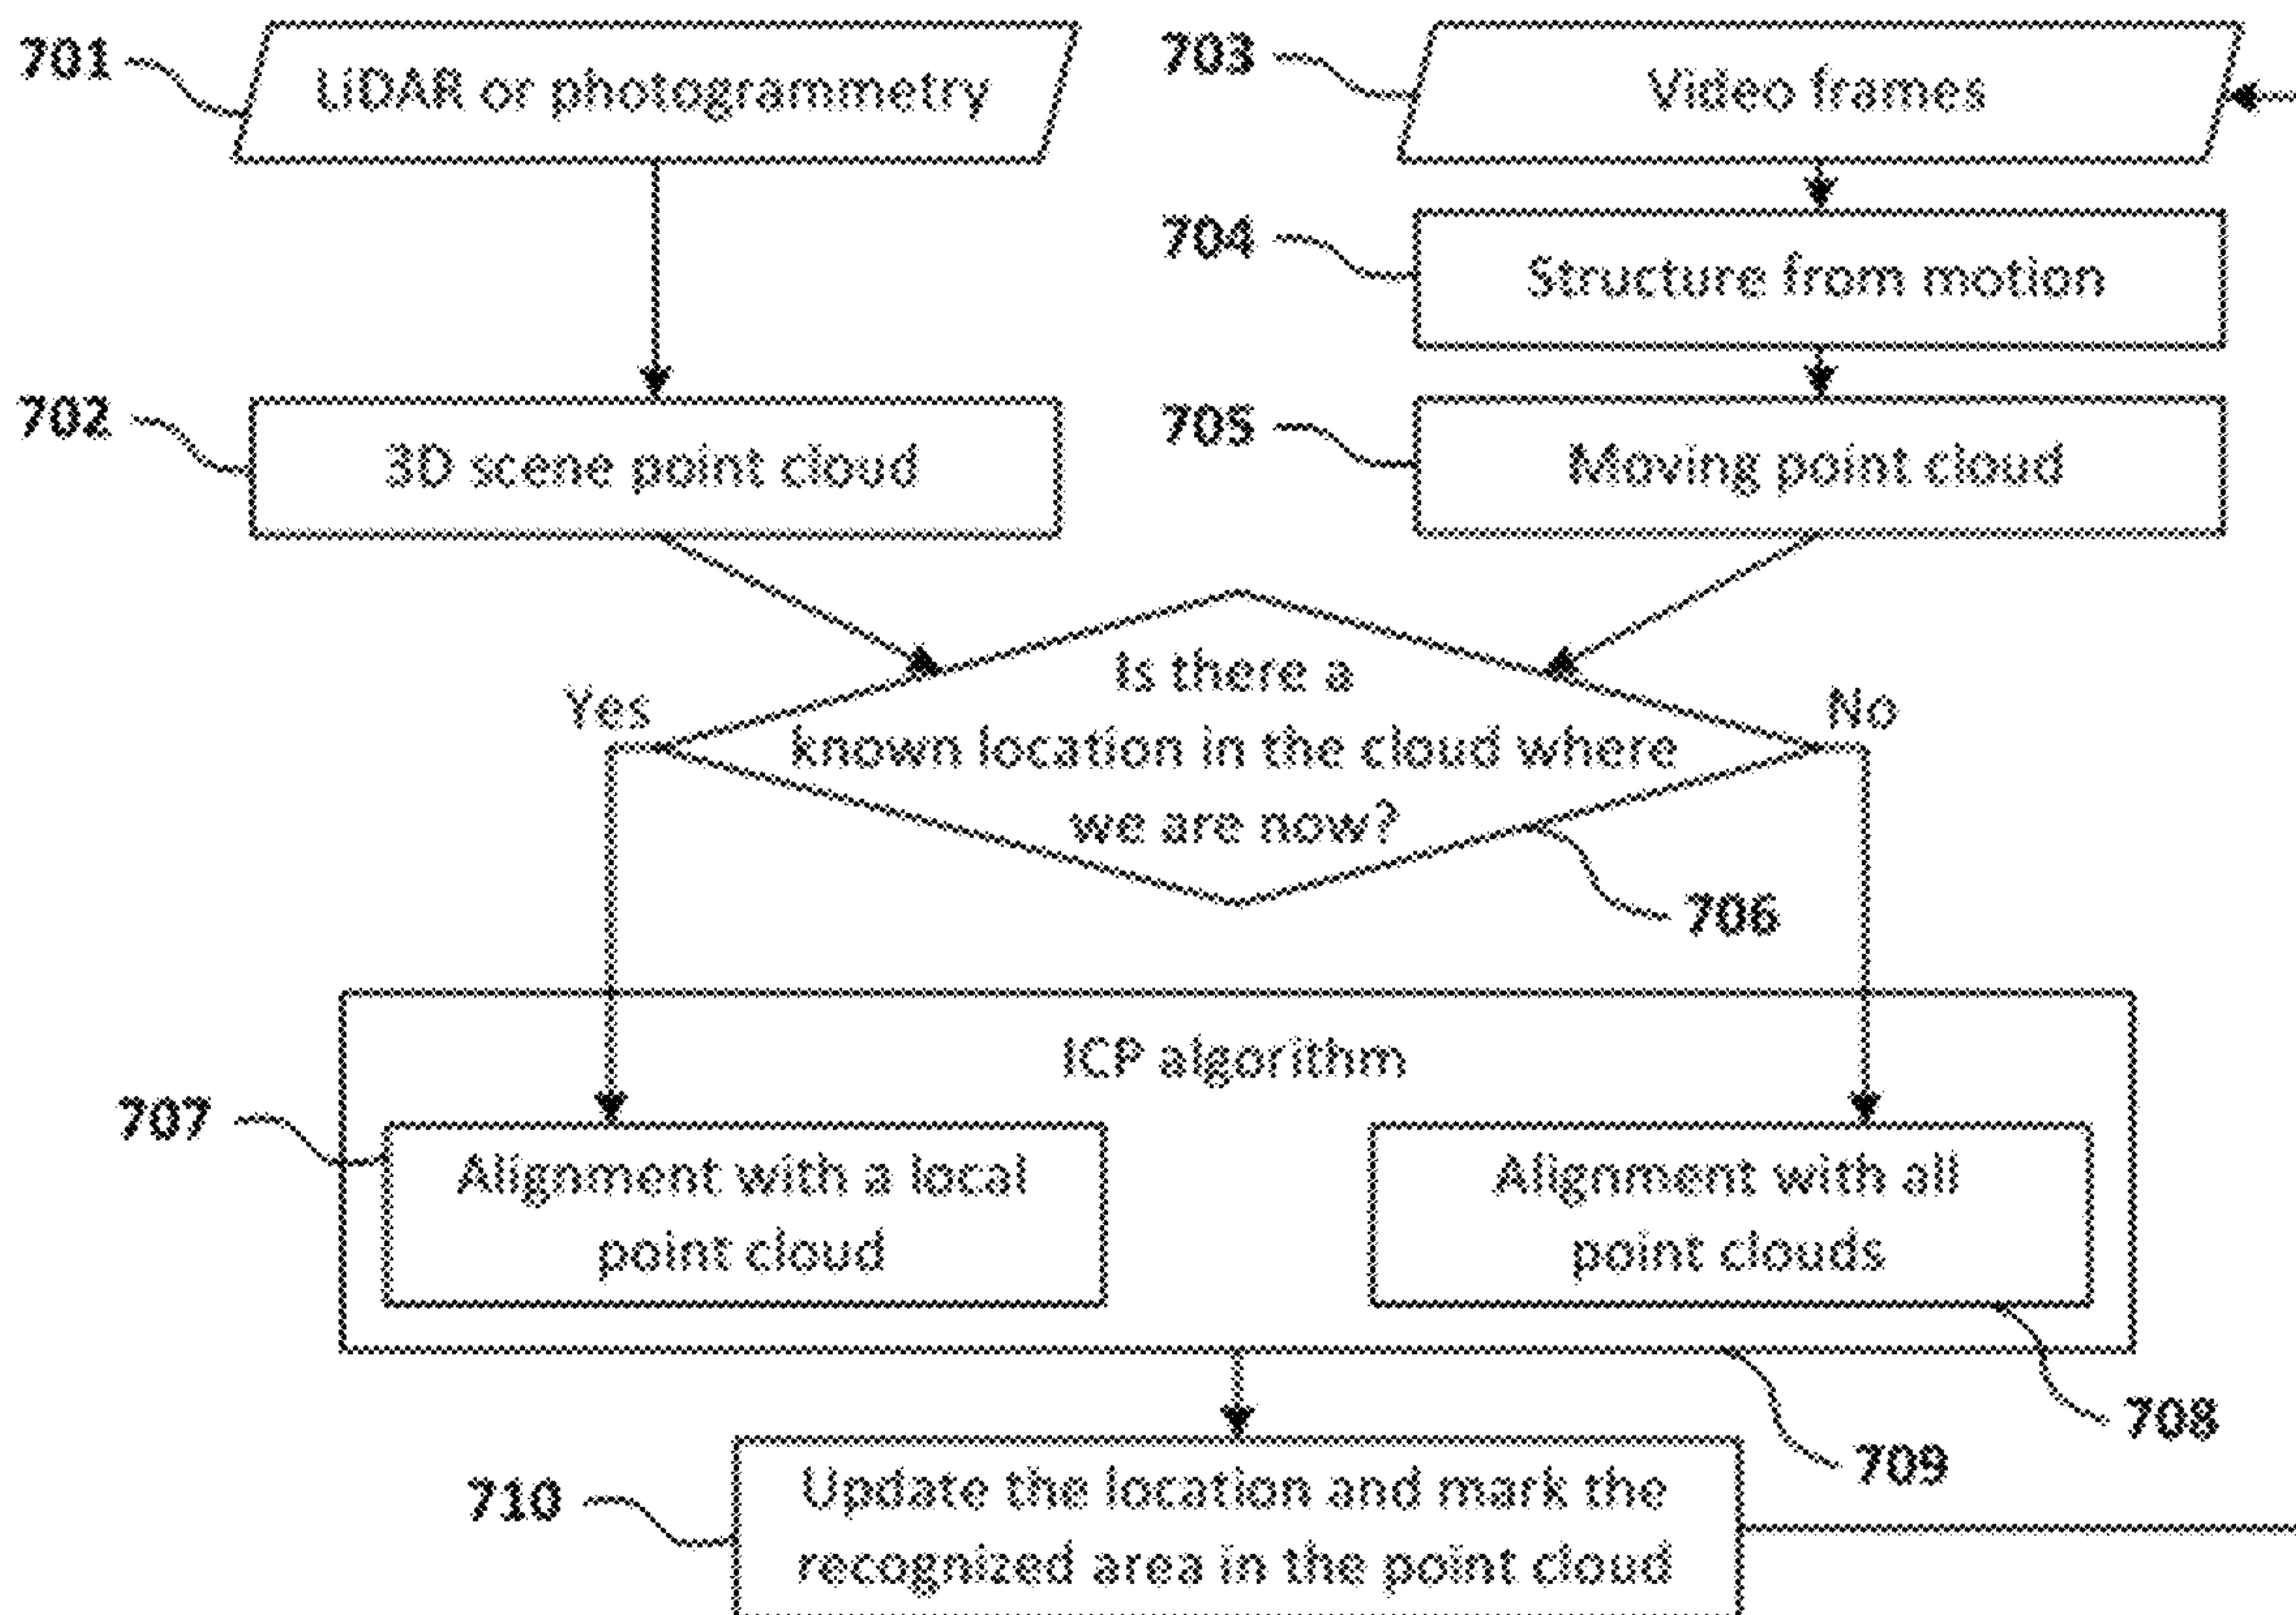 701
LiDAR or photogrammetry
703
Video frames
704
Structure from motion
702
3D scene point cloud
705
Moving point cloud
Is there a
known location in the cloud where
we are now?
Yes
No
706
ICP algorithm
707
Alignment with a local
point cloud
Alignment with all
point clouds
708
709
710
Update the location and mark the
recognized area in the point cloud